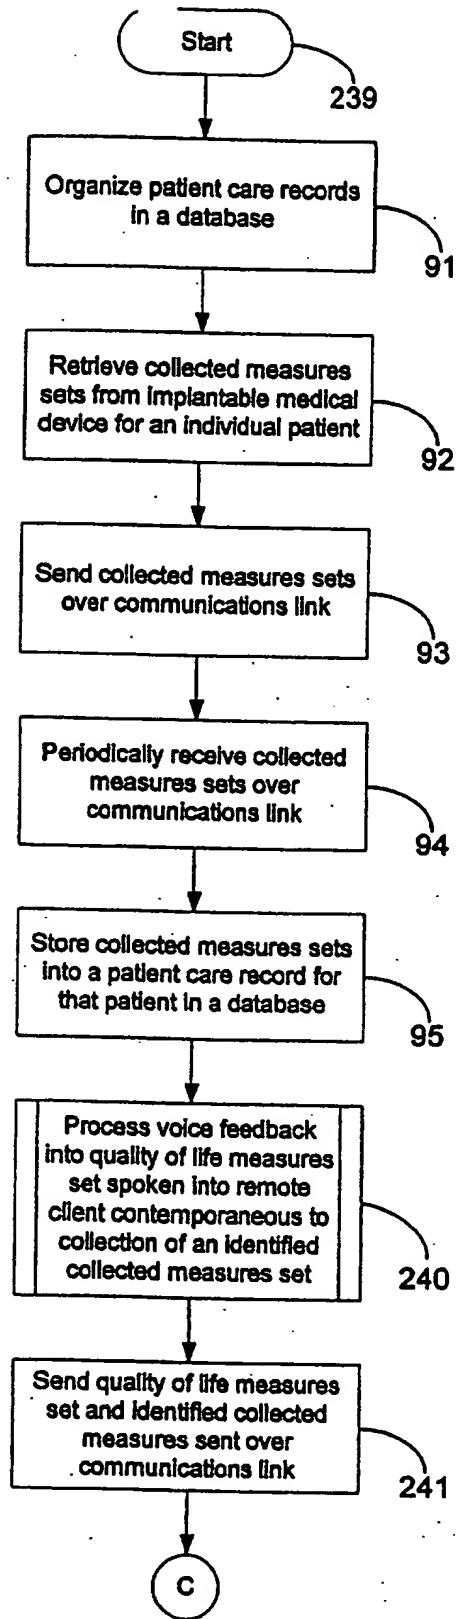 Start
239
Organize patient care records
in a database
91
Retrieve collected measures
sets from implantable medical
device for an individual patient
92
Send collected measures sets
over communications link
93
Periodically receive collected
measures sets over
communications link
94
Store collected measures sets
into a patient care record for
that patient in a database
95
Process voice feedback
into quality of life measures
set spoken into remote
client contemporaneous to
collection of an identified
collected measures set
240
Send quality of life measures
set and identified collected
measures sent over
communications link
241
C